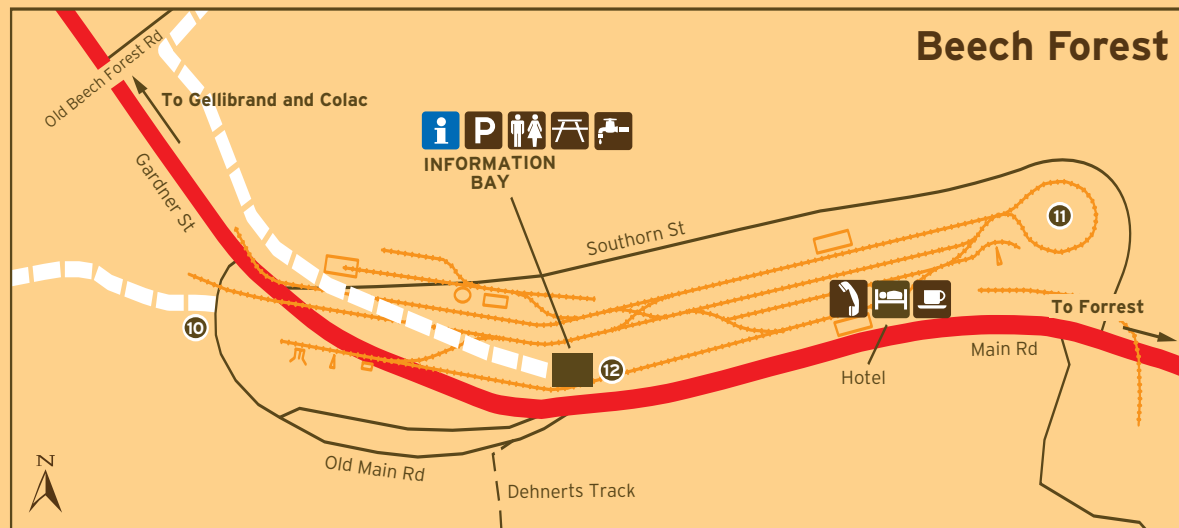 Beech Forest
Old Beech Forest Rd
To Gellibrand and Colac
i P
INFORMATION
BAY
Gardner St
Southorn St
11
10
To Forrest
Main Rd
12
Hotel
Old Main Rd
N
Dehnerts Track